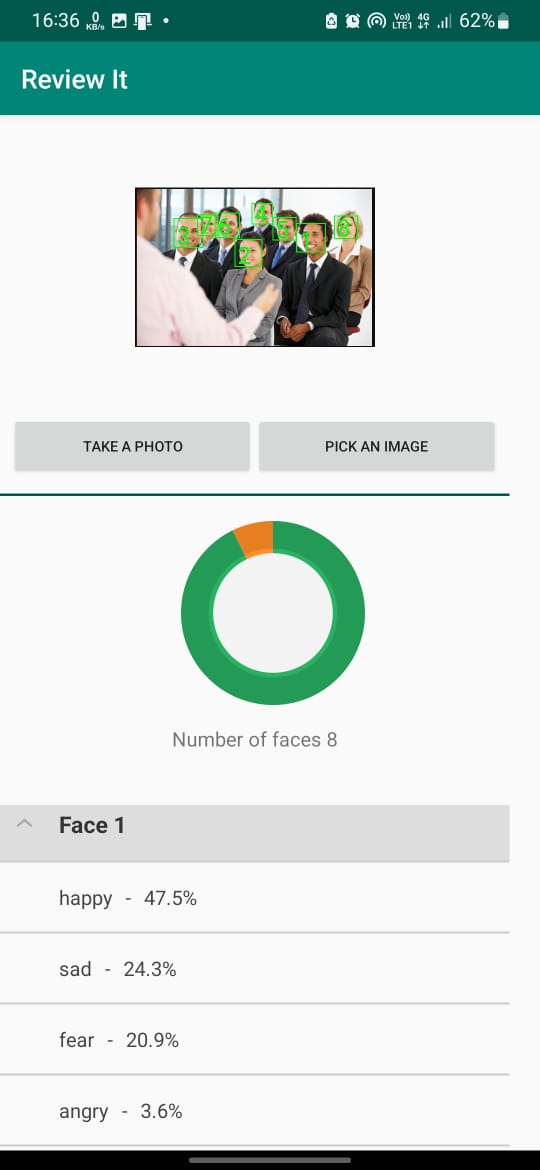 16:36 0 KB/s Vo)) LTE1 4G 62%
Review It
4
3 7 6 5 1 8
2
TAKE A PHOTO PICK AN IMAGE
Number of faces 8
Face 1
happy - 47.5%
sad - 24.3%
fear - 20.9%
angry - 3.6%